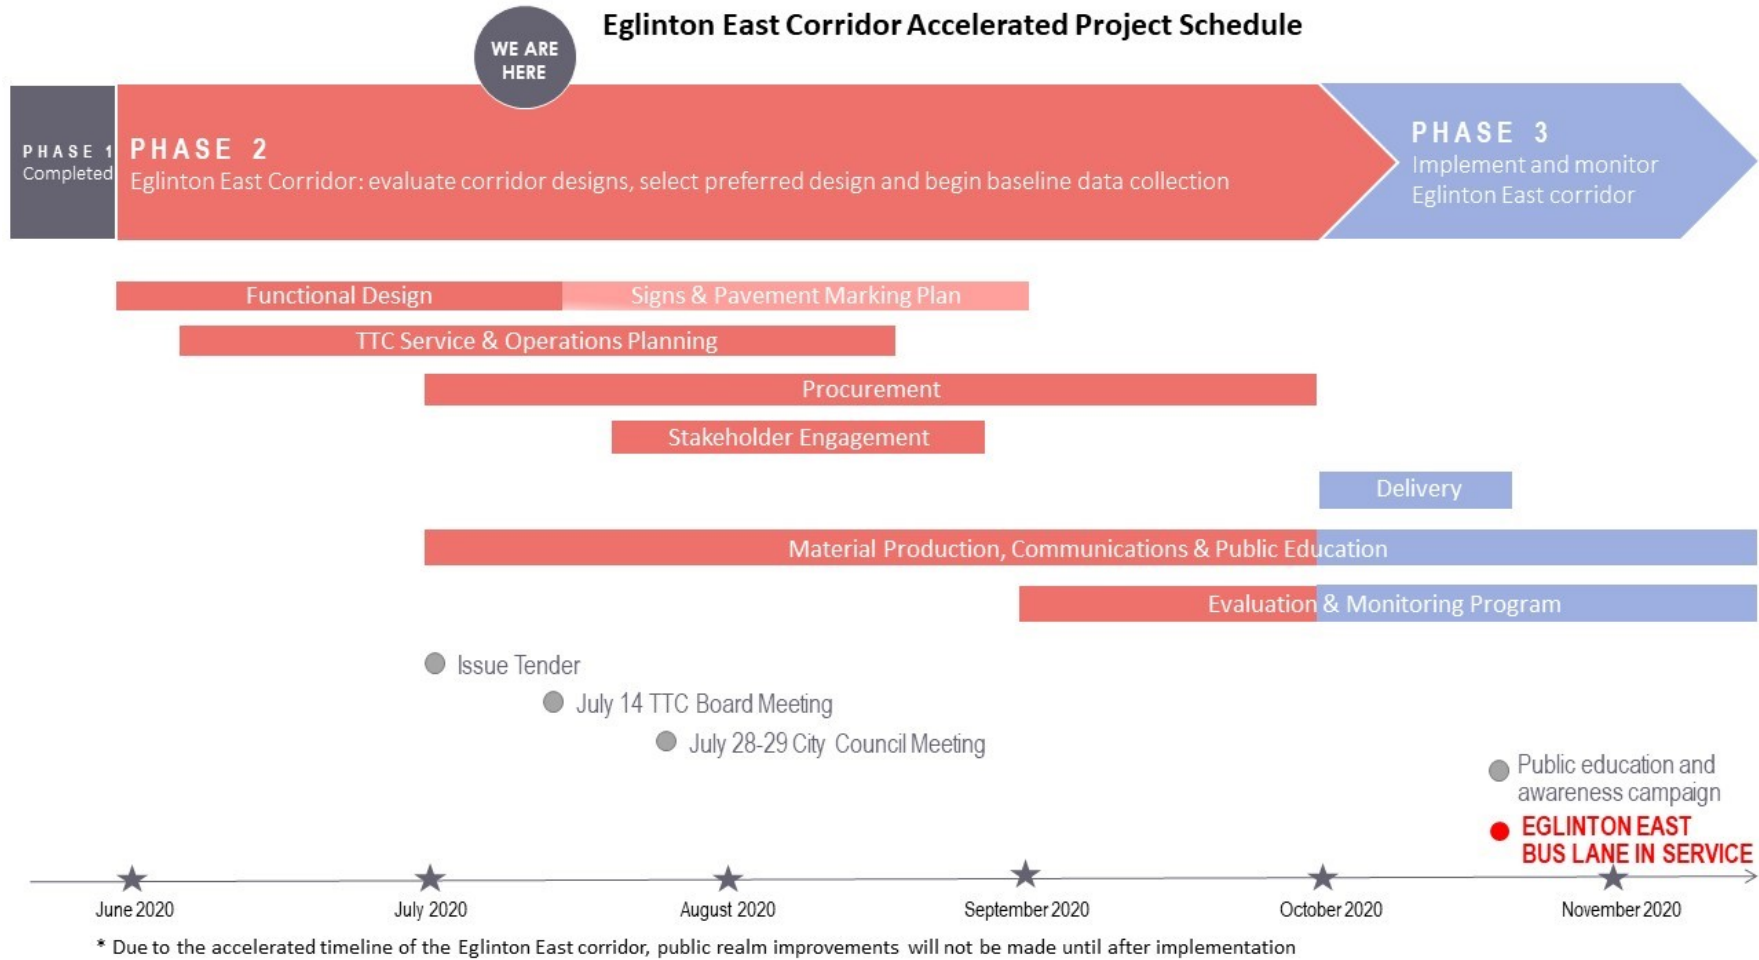 Eglinton East Corridor Accelerated Project Schedule
WE ARE
HERE
PHASE 1
Completed
PHASE 2
Eglinton East Corridor: evaluate corridor designs, select preferred design and begin baseline data collection
PHASE 3
Implement and monitor
Eglinton East corridor
Functional Design
Signs & Pavement Marking Plan
TTC Service & Operations Planning
Procurement
Stakeholder Engagement
Delivery
Material Production, Communications & Public Education
Evaluation & Monitoring Program
Issue Tender
July 14 TTC Board Meeting
July 28-29 City Council Meeting
Public education and
awareness campaign
EGLINTON EAST
BUS LANE IN SERVICE
June 2020
July 2020
August 2020
September 2020
October 2020
November 2020
* Due to the accelerated timeline of the Eglinton East corridor, public realm improvements will not be made until after implementation